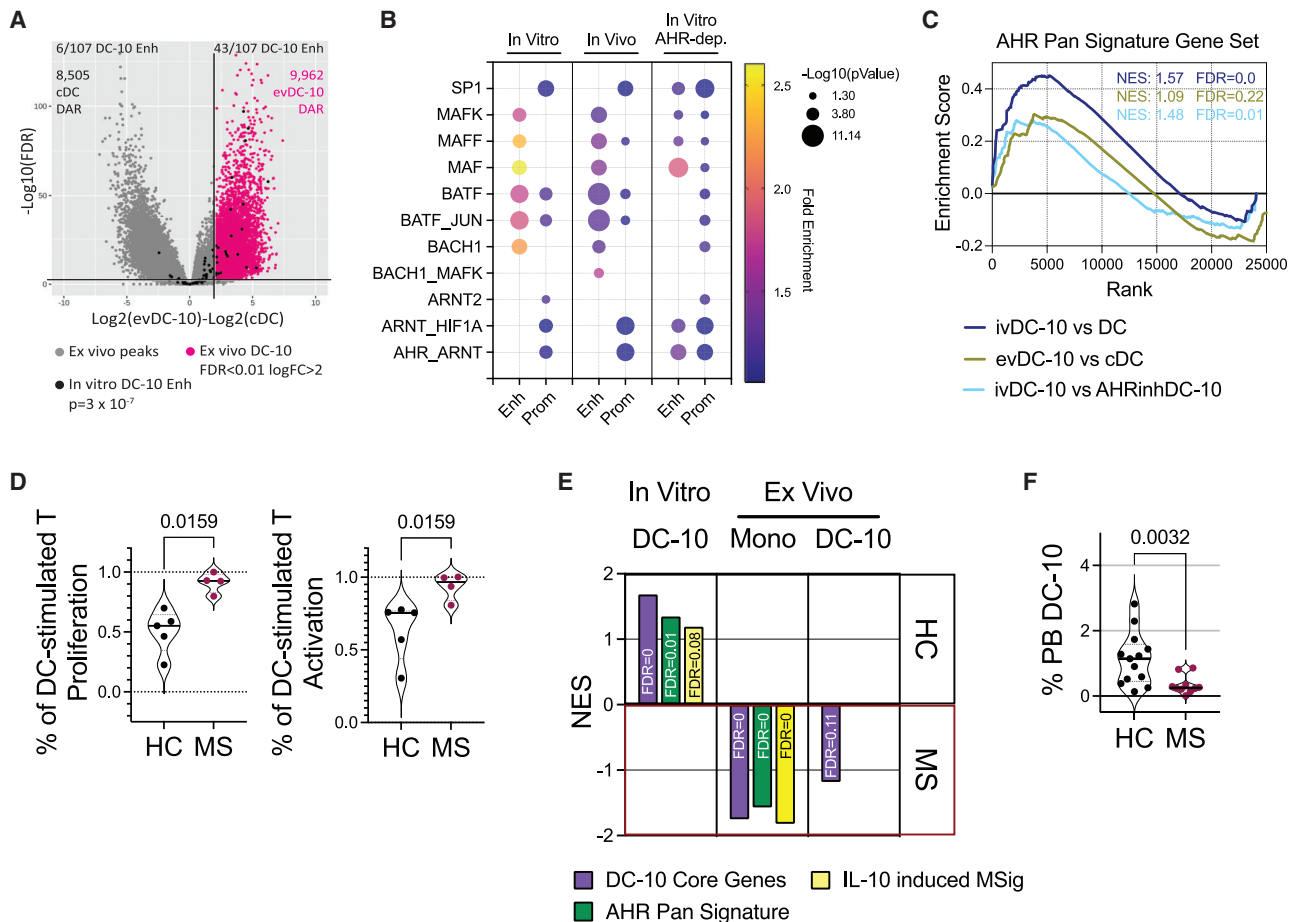 A
6/107 DC-10 Enh
43/107 DC-10 Enh
8,505
cDC
DAR
9,962
evDC-10
DAR
-Log10(FDR)
100
50
0
-10
-5
0
5
10
Log2(evDC-10)-Log2(cDC)
Ex vivo peaks
Ex vivo DC-10
FDR<0.01 logFC>2
In vitro DC-10 Enh
p=3 x 10-7
B
In Vitro
In Vivo
In Vitro
AHR-dep.
SP1
MAFK
MAFF
MAF
BATF
BATF_JUN
BACH1
BACH1_MAFK
ARNT2
ARNT_HIF1A
AHR_ARNT
Enh
Prom
Enh
Prom
Enh
Prom
2.5
2.0
1.5
Fold Enrichment
-Log10(pValue)
1.30
3.80
11.14
C
AHR Pan Signature Gene Set
NES: 1.57 FDR=0.0
NES: 1.09 FDR=0.22
NES: 1.48 FDR=0.01
Enrichment Score
0.4
0.2
0.0
-0.2
0
5000
10000
15000
20000
25000
Rank
ivDC-10 vs DC
evDC-10 vs cDC
ivDC-10 vs AHRinhDC-10
D
% of DC-stimulated T
Proliferation
0.0159
1.0
0.5
0.0
HC
MS
% of DC-stimulated T
Activation
0.0159
1.0
0.5
0.0
HC
MS
E
In Vitro
Ex Vivo
DC-10
Mono
DC-10
NES
2
1
0
-1
-2
FDR=0
FDR=0.01
FDR=0.08
FDR=0
FDR=0
FDR=0
FDR=0.11
HC
MS
DC-10 Core Genes
IL-10 induced MSig
AHR Pan Signature
F
0.0032
% PB DC-10
4
2
0
HC
MS